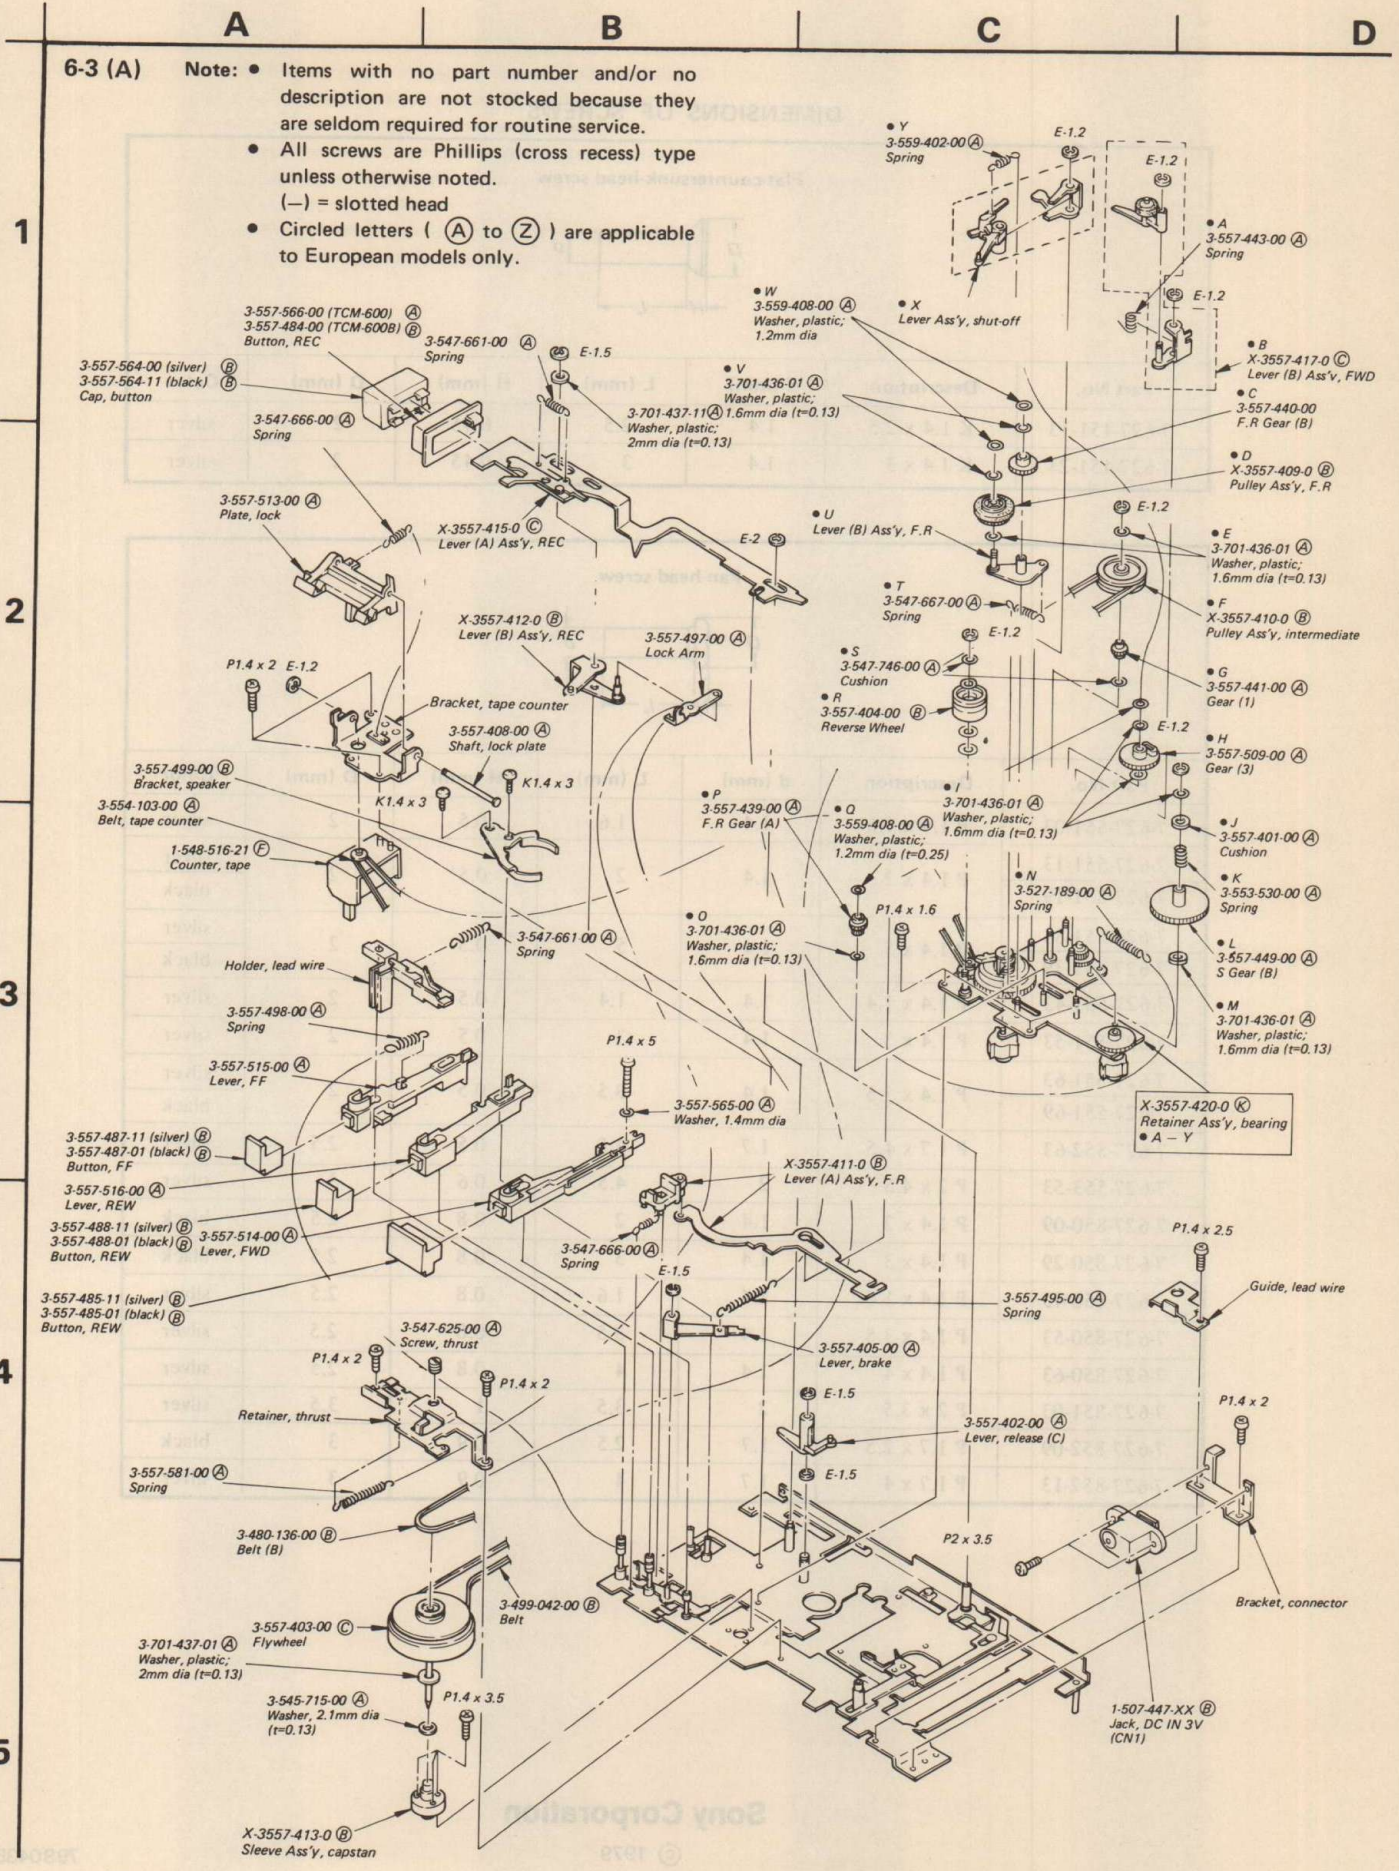 A
B
C
D
6-3 (A)
Note: ● Items with no part number and/or no
description are not stocked because they
are seldom required for routine service.
● All screws are Phillips (cross recess) type
unless otherwise noted.
(—) = slotted head
● Circled letters ( Ⓐ to Ⓩ ) are applicable
to European models only.
1
2
3
4
5
3-557-566-00 (TCM-600) Ⓐ
3-557-484-00 (TCM-600B) Ⓑ
Button, REC
3-557-564-00 (silver) Ⓑ
3-557-564-11 (black) Ⓑ
Cap, button
3-547-661-00 Ⓐ
Spring
E-1.5
3-547-666-00 Ⓐ
Spring
3-701-437-11 Ⓐ
Washer, plastic;
2mm dia (t=0.13)
3-557-513-00 Ⓐ
Plate, lock
X-3557-415-0 Ⓒ
Lever (A) Ass'y, REC
E-2
X-3557-412-0 Ⓑ
Lever (B) Ass'y, REC
3-557-497-00 Ⓐ
Lock Arm
P1.4 x 2
E-1.2
Bracket, tape counter
3-557-408-00 Ⓐ
Shaft, lock plate
3-557-499-00 Ⓑ
Bracket, speaker
K1.4 x 3
K1.4 x 3
3-554-103-00 Ⓐ
Belt, tape counter
1-548-516-21 Ⓕ
Counter, tape
3-547-661-00 Ⓐ
Spring
Holder, lead wire
3-557-498-00 Ⓐ
Spring
3-557-515-00 Ⓐ
Lever, FF
P1.4 x 5
3-557-565-00 Ⓐ
Washer, 1.4mm dia
3-557-487-11 (silver) Ⓑ
3-557-487-01 (black) Ⓑ
Button, FF
3-557-516-00 Ⓐ
Lever, REW
3-557-488-11 (silver) Ⓑ
3-557-488-01 (black) Ⓑ
Button, REW
3-557-514-00 Ⓐ
Lever, FWD
3-557-485-11 (silver) Ⓑ
3-557-485-01 (black) Ⓑ
Button, REW
X-3557-411-0 Ⓑ
Lever (A) Ass'y, F.R
3-547-666-00 Ⓐ
Spring
E-1.5
3-557-495-00 Ⓐ
Spring
3-557-405-00 Ⓐ
Lever, brake
3-547-625-00 Ⓐ
Screw, thrust
P1.4 x 2
P1.4 x 2
Retainer, thrust
3-557-581-00 Ⓐ
Spring
3-480-136-00 Ⓑ
Belt (B)
3-499-042-00 Ⓑ
Belt
3-557-403-00 Ⓒ
Flywheel
3-701-437-01 Ⓐ
Washer, plastic;
2mm dia (t=0.13)
3-545-715-00 Ⓐ
Washer, 2.1mm dia
(t=0.13)
P1.4 x 3.5
X-3557-413-0 Ⓑ
Sleeve Ass'y, capstan
E-1.5
3-557-402-00 Ⓐ
Lever, release (C)
E-1.5
P2 x 3.5
P1.4 x 2.5
Guide, lead wire
P1.4 x 2
Bracket, connector
1-507-447-XX Ⓑ
Jack, DC IN 3V
(CN1)
● Y
3-559-402-00 Ⓐ
Spring
E-1.2
E-1.2
● A
3-557-443-00 Ⓐ
Spring
● X
Lever Ass'y, shut-off
E-1.2
● W
3-559-408-00 Ⓐ
Washer, plastic;
1.2mm dia
● B
X-3557-417-0 Ⓒ
Lever (B) Ass'y, FWD
● V
3-701-436-01 Ⓐ
Washer, plastic;
1.6mm dia (t=0.13)
● C
3-557-440-00
F.R Gear (B)
● D
X-3557-409-0 Ⓑ
Pulley Ass'y, F.R
E-1.2
● U
Lever (B) Ass'y, F.R
● E
3-701-436-01 Ⓐ
Washer, plastic;
1.6mm dia (t=0.13)
● T
3-547-667-00 Ⓐ
Spring
● F
X-3557-410-0 Ⓑ
Pulley Ass'y, intermediate
E-1.2
● S
3-547-746-00 Ⓐ
Cushion
● G
3-557-441-00 Ⓐ
Gear (1)
● R
3-557-404-00 Ⓑ
Reverse Wheel
E-1.2
● H
3-557-509-00 Ⓐ
Gear (3)
● I
3-701-436-01 Ⓐ
Washer, plastic;
1.6mm dia (t=0.13)
● P
3-557-439-00 Ⓐ
F.R Gear (A)
● Q
3-559-408-00 Ⓐ
Washer, plastic;
1.2mm dia (t=0.25)
● J
3-557-401-00 Ⓐ
Cushion
● K
3-553-530-00 Ⓐ
Spring
● N
3-527-189-00 Ⓐ
Spring
P1.4 x 1.6
● O
3-701-436-01 Ⓐ
Washer, plastic;
1.6mm dia (t=0.13)
● L
3-557-449-00 Ⓐ
S Gear (B)
● M
3-701-436-01 Ⓐ
Washer, plastic;
1.6mm dia (t=0.13)
X-3557-420-0 Ⓚ
Retainer Ass'y, bearing
● A – Y